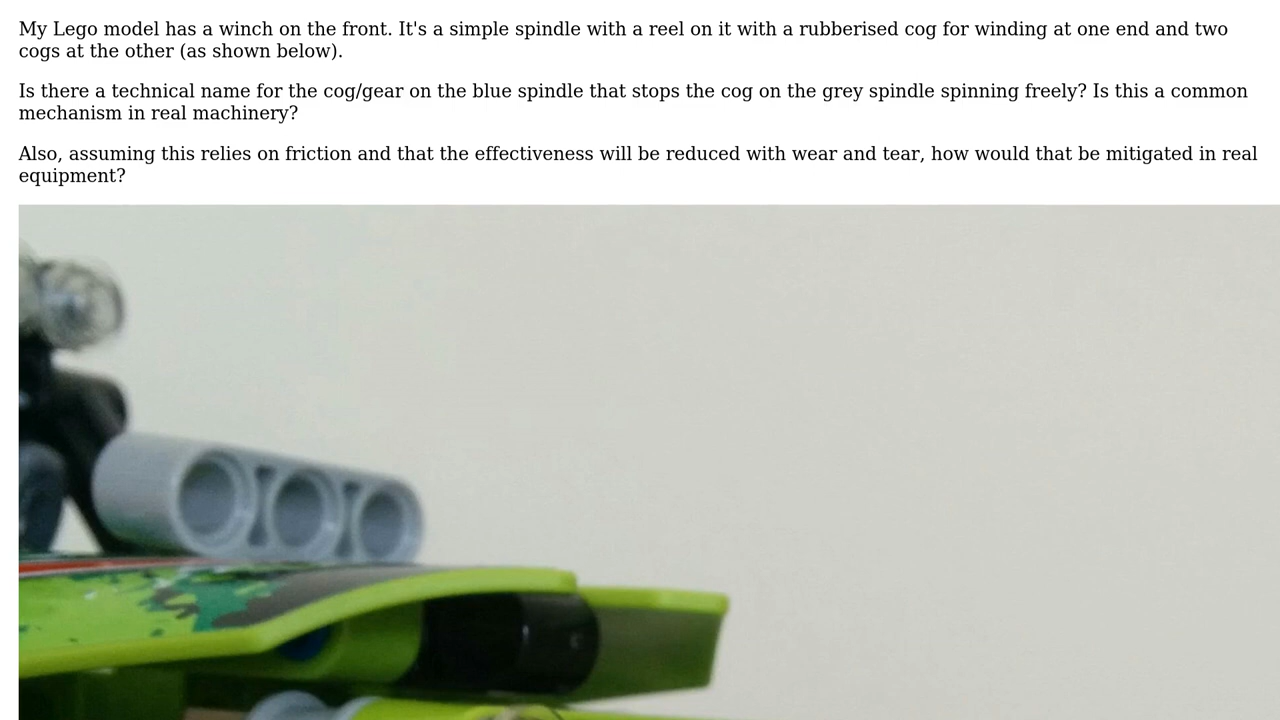 My Lego model has a winch on the front. It's a simple spindle with a reel on it with a rubberised cog for winding at one end and two
cogs at the other (as shown below).
Is there a technical name for the cog/gear on the blue spindle that stops the cog on the grey spindle spinning freely? Is this a common
mechanism in real machinery?
Also, assuming this relies on friction and that the effectiveness will be reduced with wear and tear, how would that be mitigated in real
equipment?